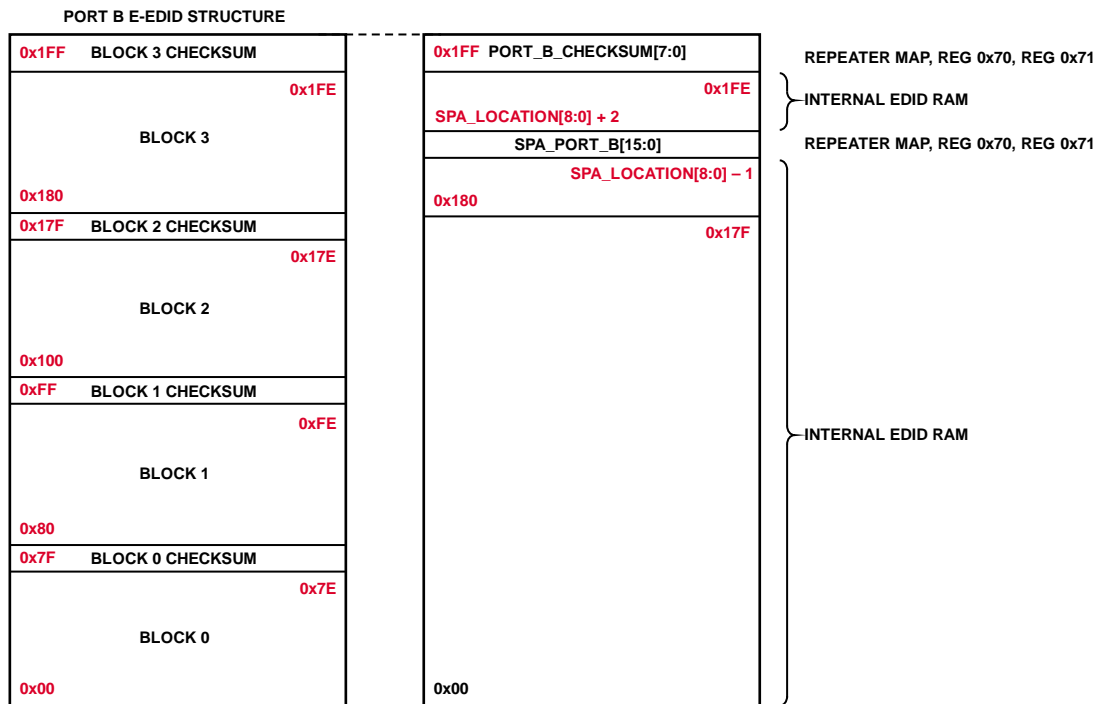 PORT B E-EDID STRUCTURE
0x1FF BLOCK 3 CHECKSUM
0x1FE
BLOCK 3
0x180
0x17F BLOCK 2 CHECKSUM
0x17E
BLOCK 2
0x100
0xFF BLOCK 1 CHECKSUM
0xFE
BLOCK 1
0x80
0x7F BLOCK 0 CHECKSUM
0x7E
BLOCK 0
0x00
0x1FF PORT_B_CHECKSUM[7:0]
0x1FE
SPA_LOCATION[8:0] + 2
SPA_PORT_B[15:0]
SPA_LOCATION[8:0] – 1
0x180
0x17F
0x00
REPEATER MAP, REG 0x70, REG 0x71
INTERNAL EDID RAM
REPEATER MAP, REG 0x70, REG 0x71
INTERNAL EDID RAM